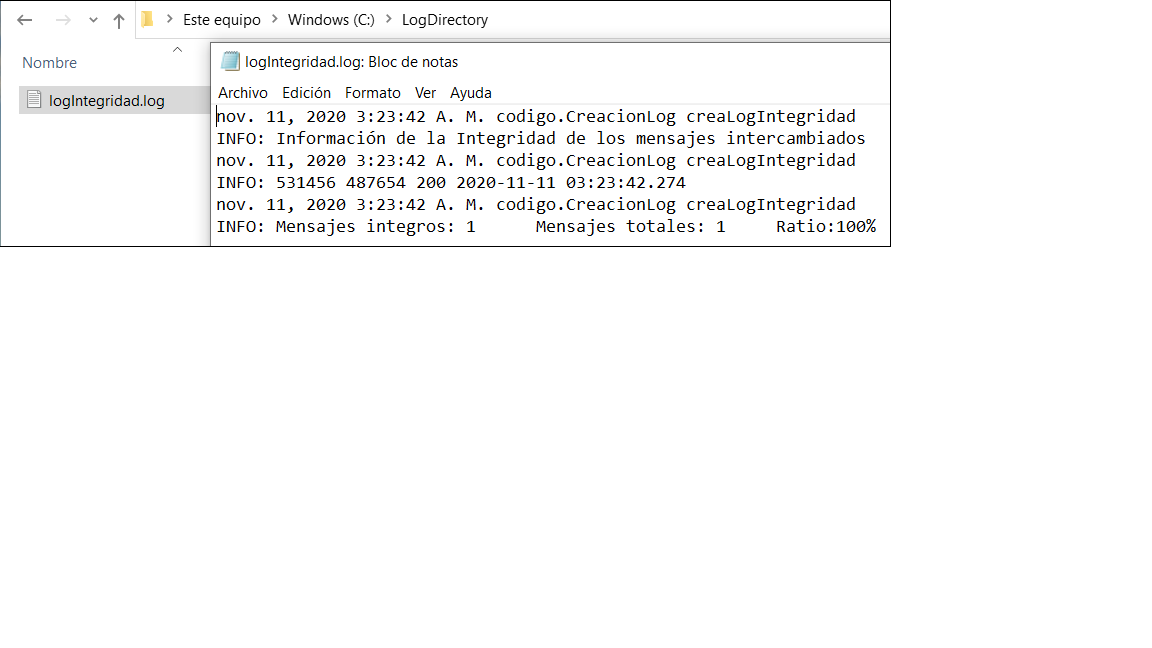 Este equipo > Windows (C:) > LogDirectory
Nombre
logIntegridad.log
logIntegridad.log: Bloc de notas
Archivo Edición Formato Ver Ayuda
nov. 11, 2020 3:23:42 A. M. codigo.CreacionLog creaLogIntegridad
INFO: Información de la Integridad de los mensajes intercambiados
nov. 11, 2020 3:23:42 A. M. codigo.CreacionLog creaLogIntegridad
INFO: 531456 487654 200 2020-11-11 03:23:42.274
nov. 11, 2020 3:23:42 A. M. codigo.CreacionLog creaLogIntegridad
INFO: Mensajes integros: 1 Mensajes totales: 1 Ratio:100%